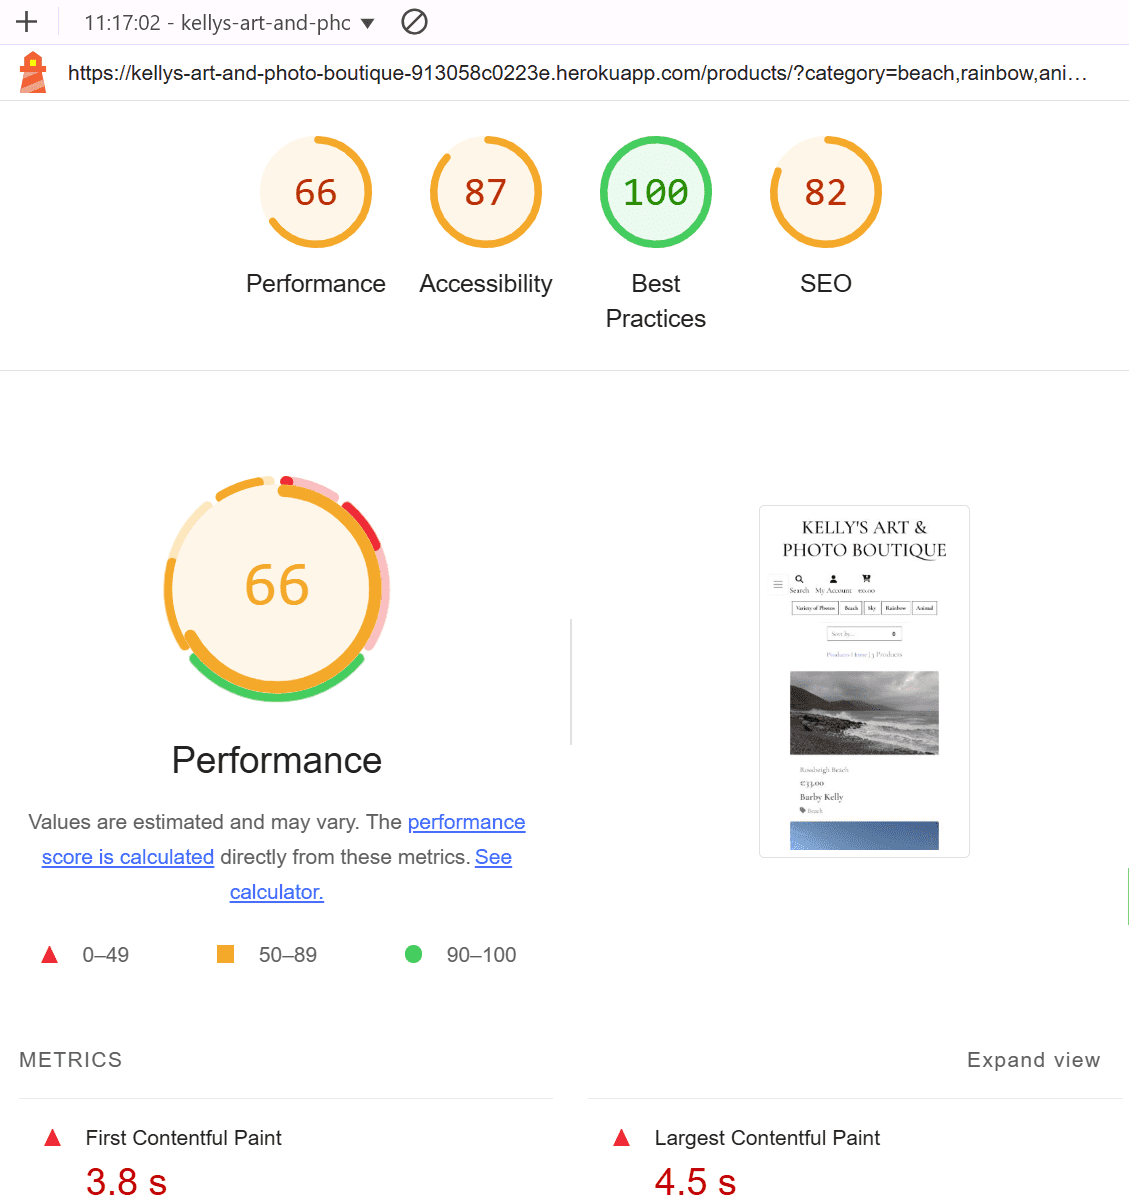 11:17:02 - kellys-art-and-phc
https://kellys-art-and-photo-boutique-913058c0223e.herokuapp.com/products/?category=beach,rainbow,ani…
66
87
100
82
Performance
Accessibility
Best
Practices
SEO
66
Performance
Values are estimated and may vary. The performance
score is calculated directly from these metrics. See
calculator.
0–49
50–89
90–100
KELLY'S ART &
PHOTO BOUTIQUE
Search My Account €0.00
Variety of Photos Beach Sky Rainbow Animal
Sort by...
Products Home | 3 Products
Rossbeigh Beach
€33.00
Barby Kelly
Beach
METRICS
Expand view
First Contentful Paint
3.8 s
Largest Contentful Paint
4.5 s